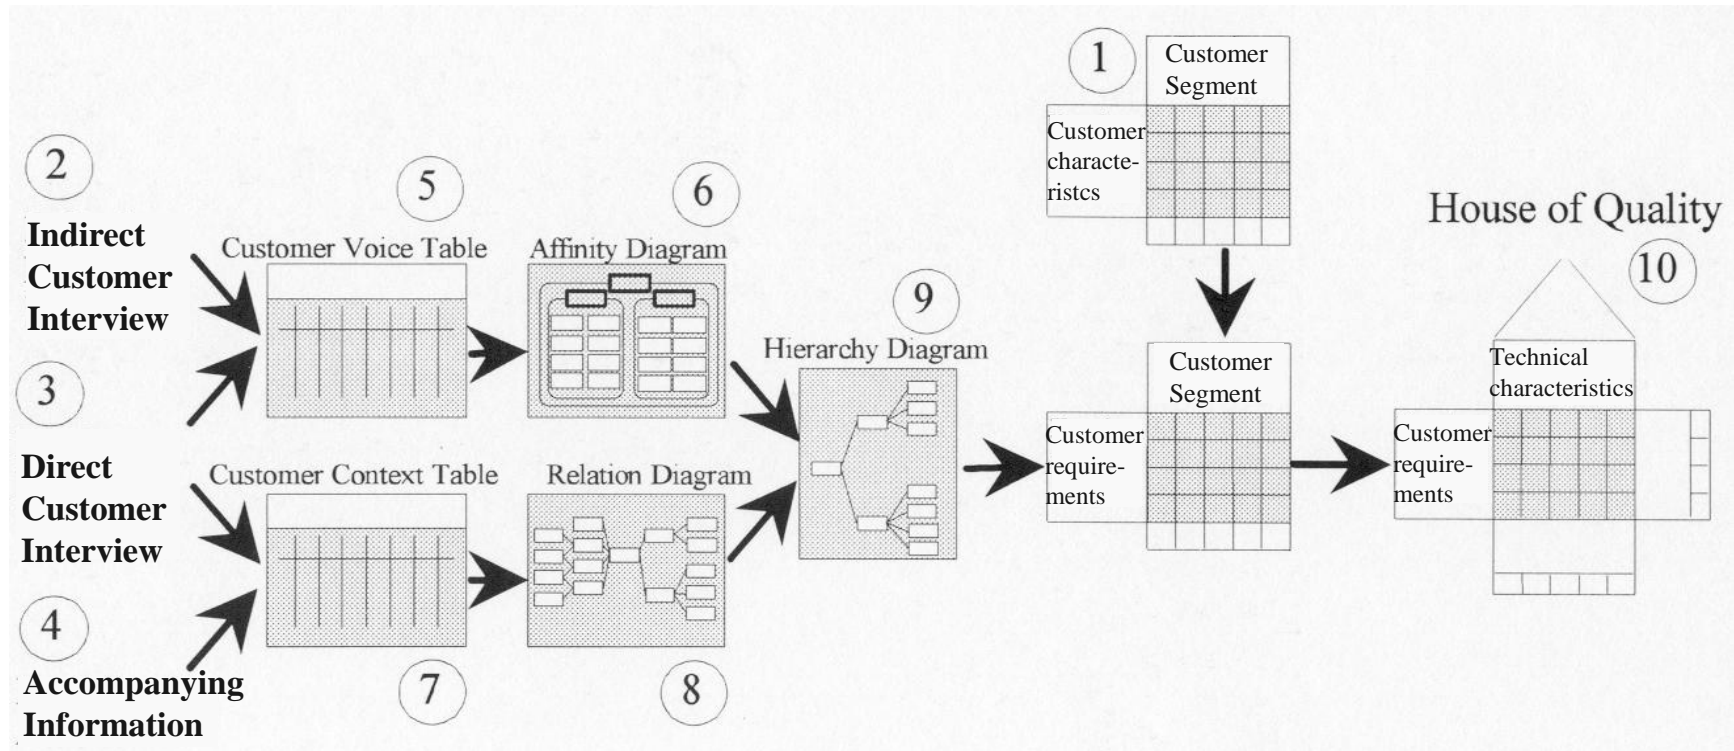 1
Customer
Segment
Customer
characte-
ristcs
2
Indirect
Customer
Interview
3
Direct
Customer
Interview
4
Accompanying
Information
5
Customer Voice Table
6
Affinity Diagram
Customer Context Table
7
Relation Diagram
8
9
Hierarchy Diagram
Customer
Segment
Customer
require-
ments
House of Quality
10
Technical
characteristics
Customer
require-
ments